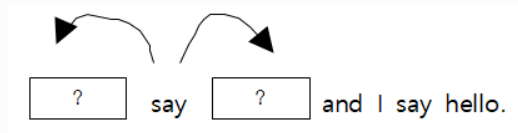 ? say ? and I say hello.